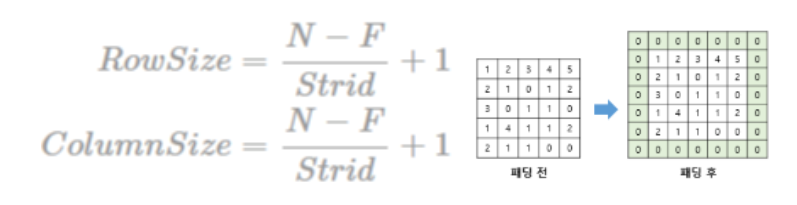 RowSize = \frac{N - F}{Strid} + 1
ColumnSize = \frac{N - F}{Strid} + 1
1 2 3 4 5
2 1 0 1 2
3 0 1 1 0
1 4 1 1 2
2 1 1 0 0
패딩 전
0 0 0 0 0 0 0
0 1 2 3 4 5 0
0 2 1 0 1 2 0
0 3 0 1 1 0 0
0 1 4 1 1 2 0
0 2 1 1 0 0 0
0 0 0 0 0 0 0
패딩 후